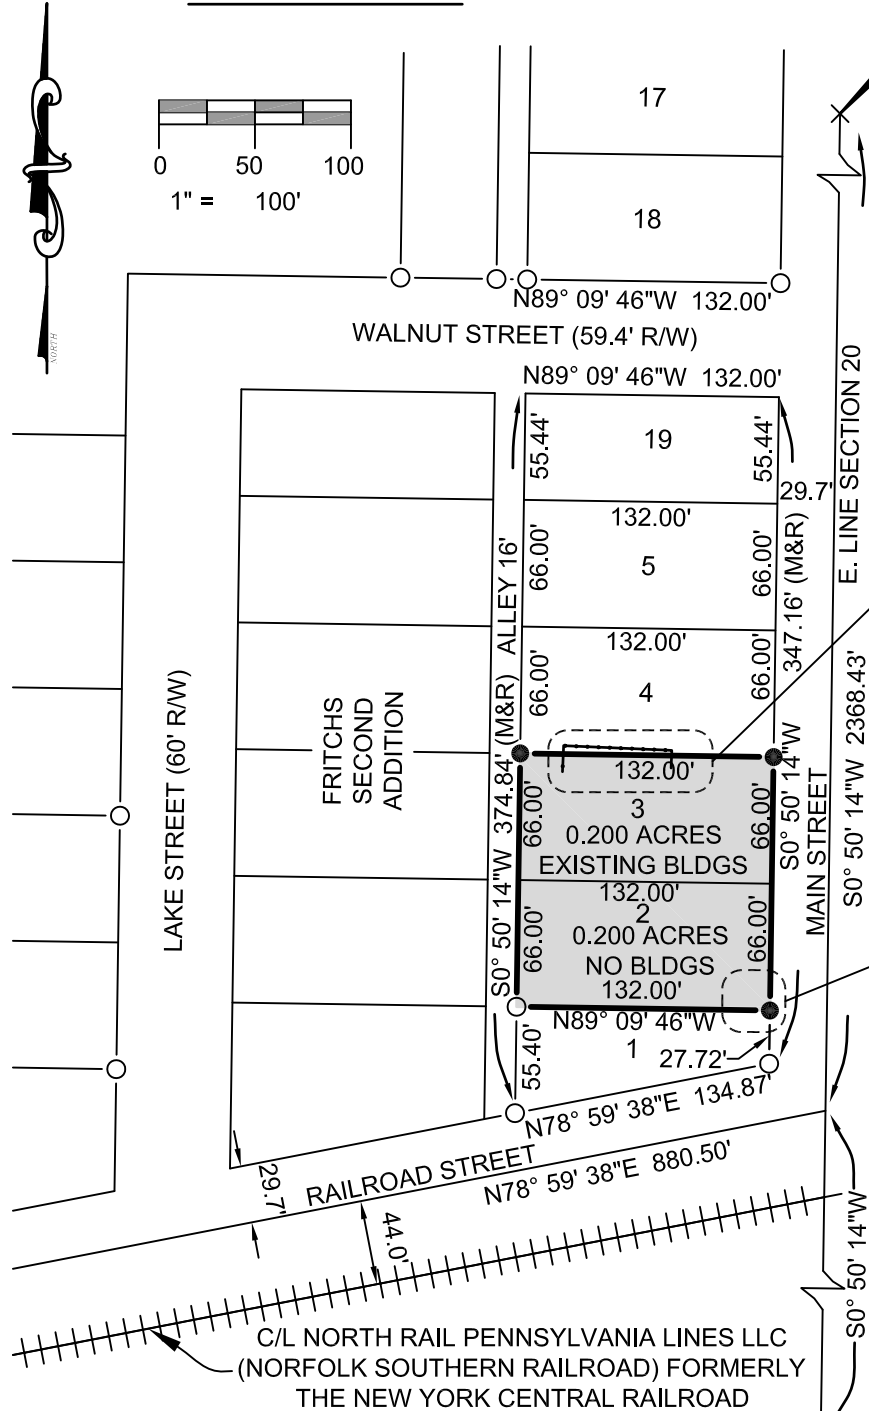 17
0
50
100
1" = 100'
18
NORTH
N89° 09' 46"W 132.00'
WALNUT STREET (59.4' R/W)
N89° 09' 46"W 132.00'
E. LINE SECTION 20
55.44'
19
55.44'
29.7'
132.00'
66.00'
5
66.00'
347.16' (M&R)
ALLEY 16'
132.00'
66.00'
4
66.00'
S0° 50' 14"W 2368.43'
LAKE STREET (60' R/W)
FRITCHS
SECOND
ADDITION
S0° 50' 14"W 374.84' (M&R)
132.00'
S0° 50' 14"W
MAIN STREET
66.00'
3
66.00'
0.200 ACRES
EXISTING BLDGS
132.00'
2
66.00'
0.200 ACRES
66.00'
NO BLDGS
132.00'
N89° 09' 46"W
55.40'
1
27.72'
N78° 59' 38"E 134.87'
29.7'
RAILROAD STREET
N78° 59' 38"E 880.50'
44.0'
S0° 50' 14"W
C/L NORTH RAIL PENNSYLVANIA LINES LLC
(NORFOLK SOUTHERN RAILROAD) FORMERLY
THE NEW YORK CENTRAL RAILROAD